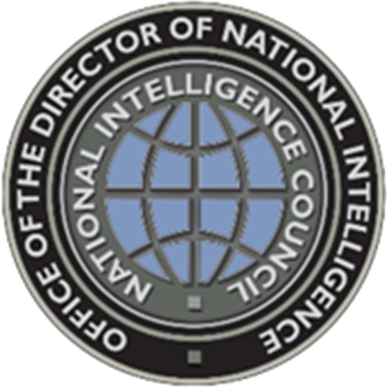 OFFICE OF THE DIRECTOR OF NATIONAL INTELLIGENCE
NATIONAL INTELLIGENCE COUNCIL